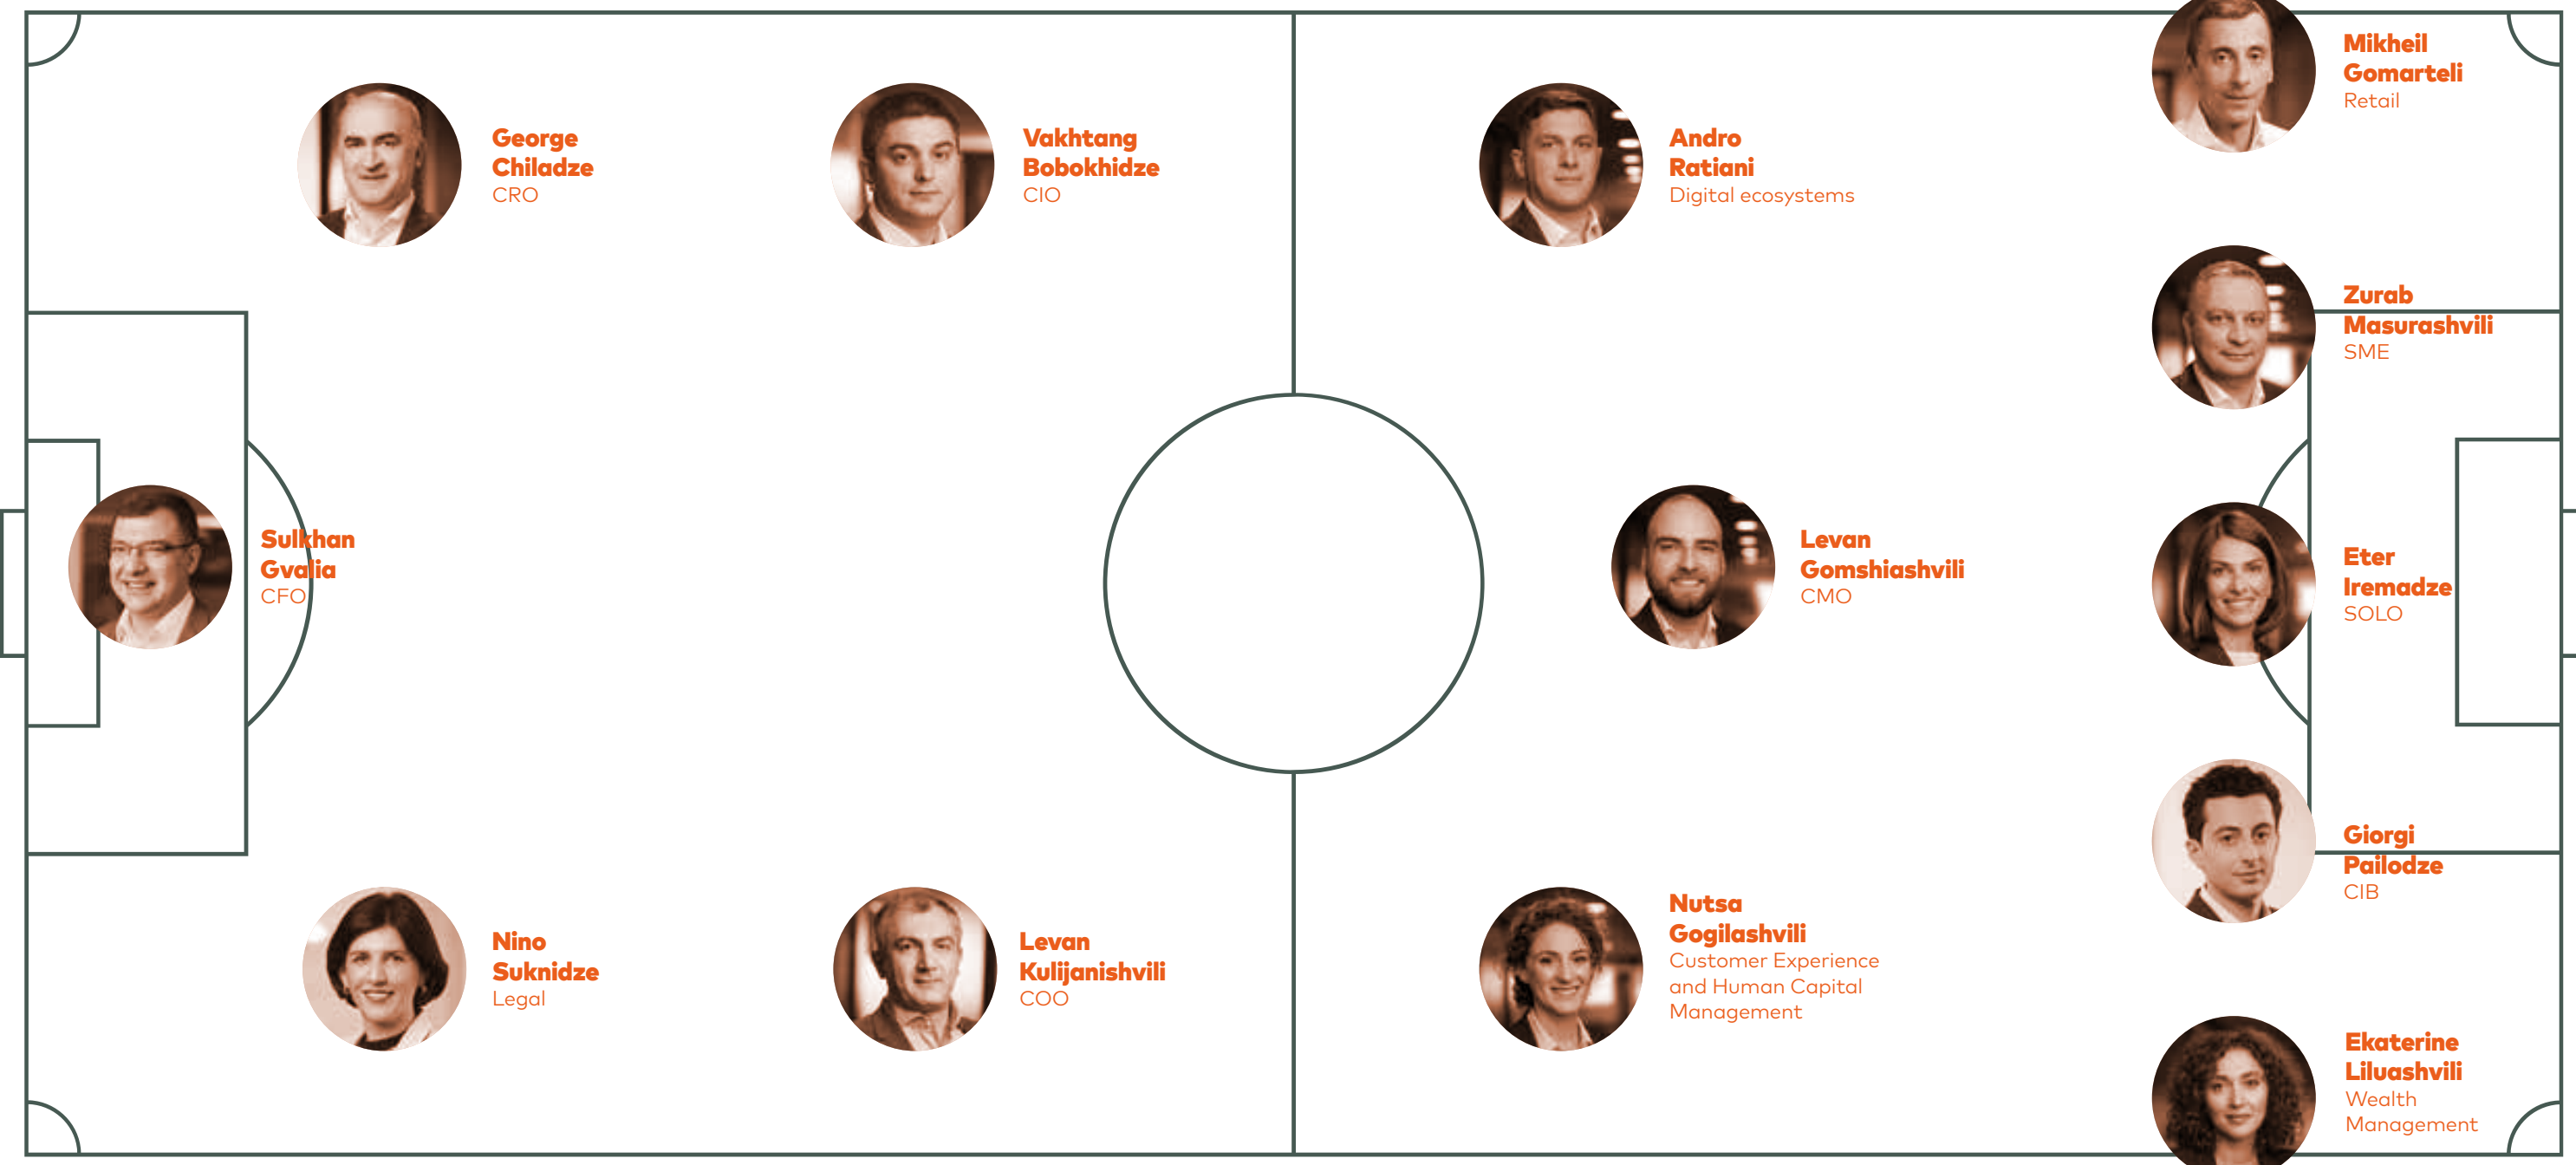 George
Chiladze
CRO
Vakhtang
Bobokhidze
CIO
Andro
Ratiani
Digital ecosystems
Mikheil
Gomarteli
Retail
Zurab
Masurashvili
SME
Sulkhan
Gvalia
CFO
Levan
Gomshiashvili
CMO
Eter
Iremadze
SOLO
Giorgi
Pailodze
CIB
Nino
Suknidze
Legal
Levan
Kulijanishvili
COO
Nutsa
Gogilashvili
Customer Experience
and Human Capital
Management
Ekaterine
Liluashvili
Wealth
Management